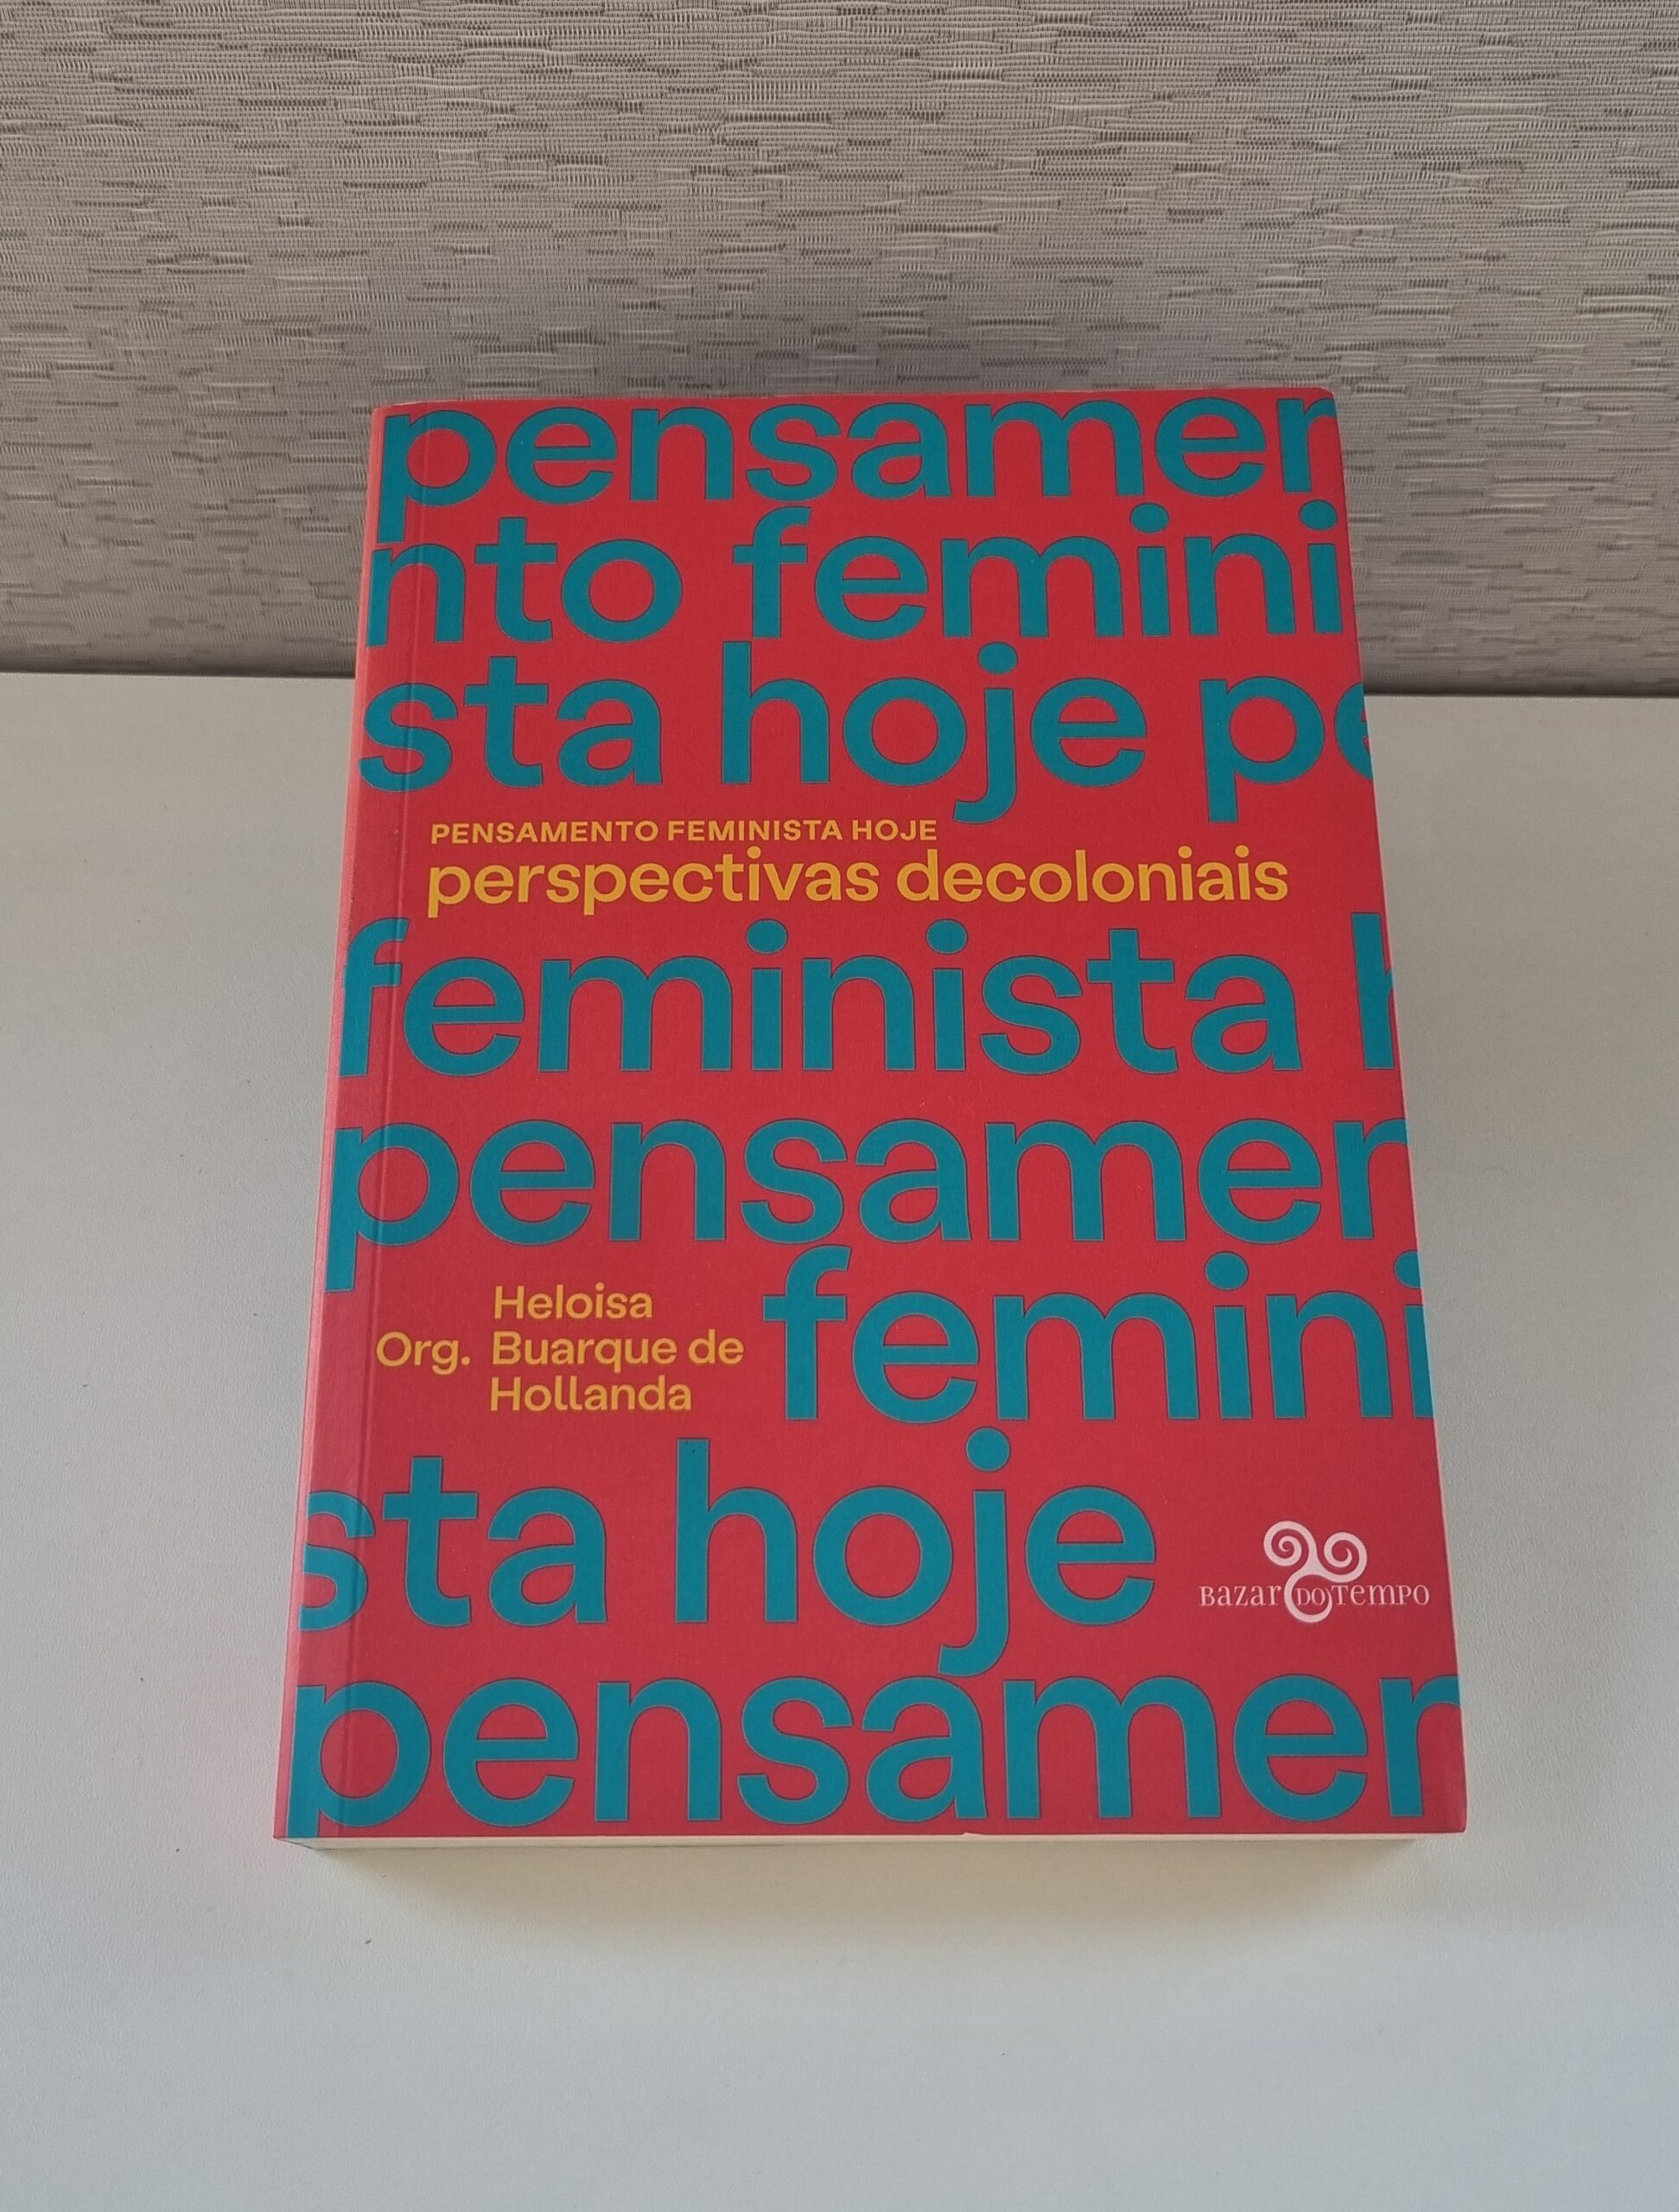 pensamen
nto femini
sta hoje pe
PENSAMENTO FEMINISTA HOJE
perspectivas decoloniais
feminista h
pensamen
Heloisa
Org. Buarque de
Hollanda
femini
sta hoje
BAZAR DO TEMPO
pensamen